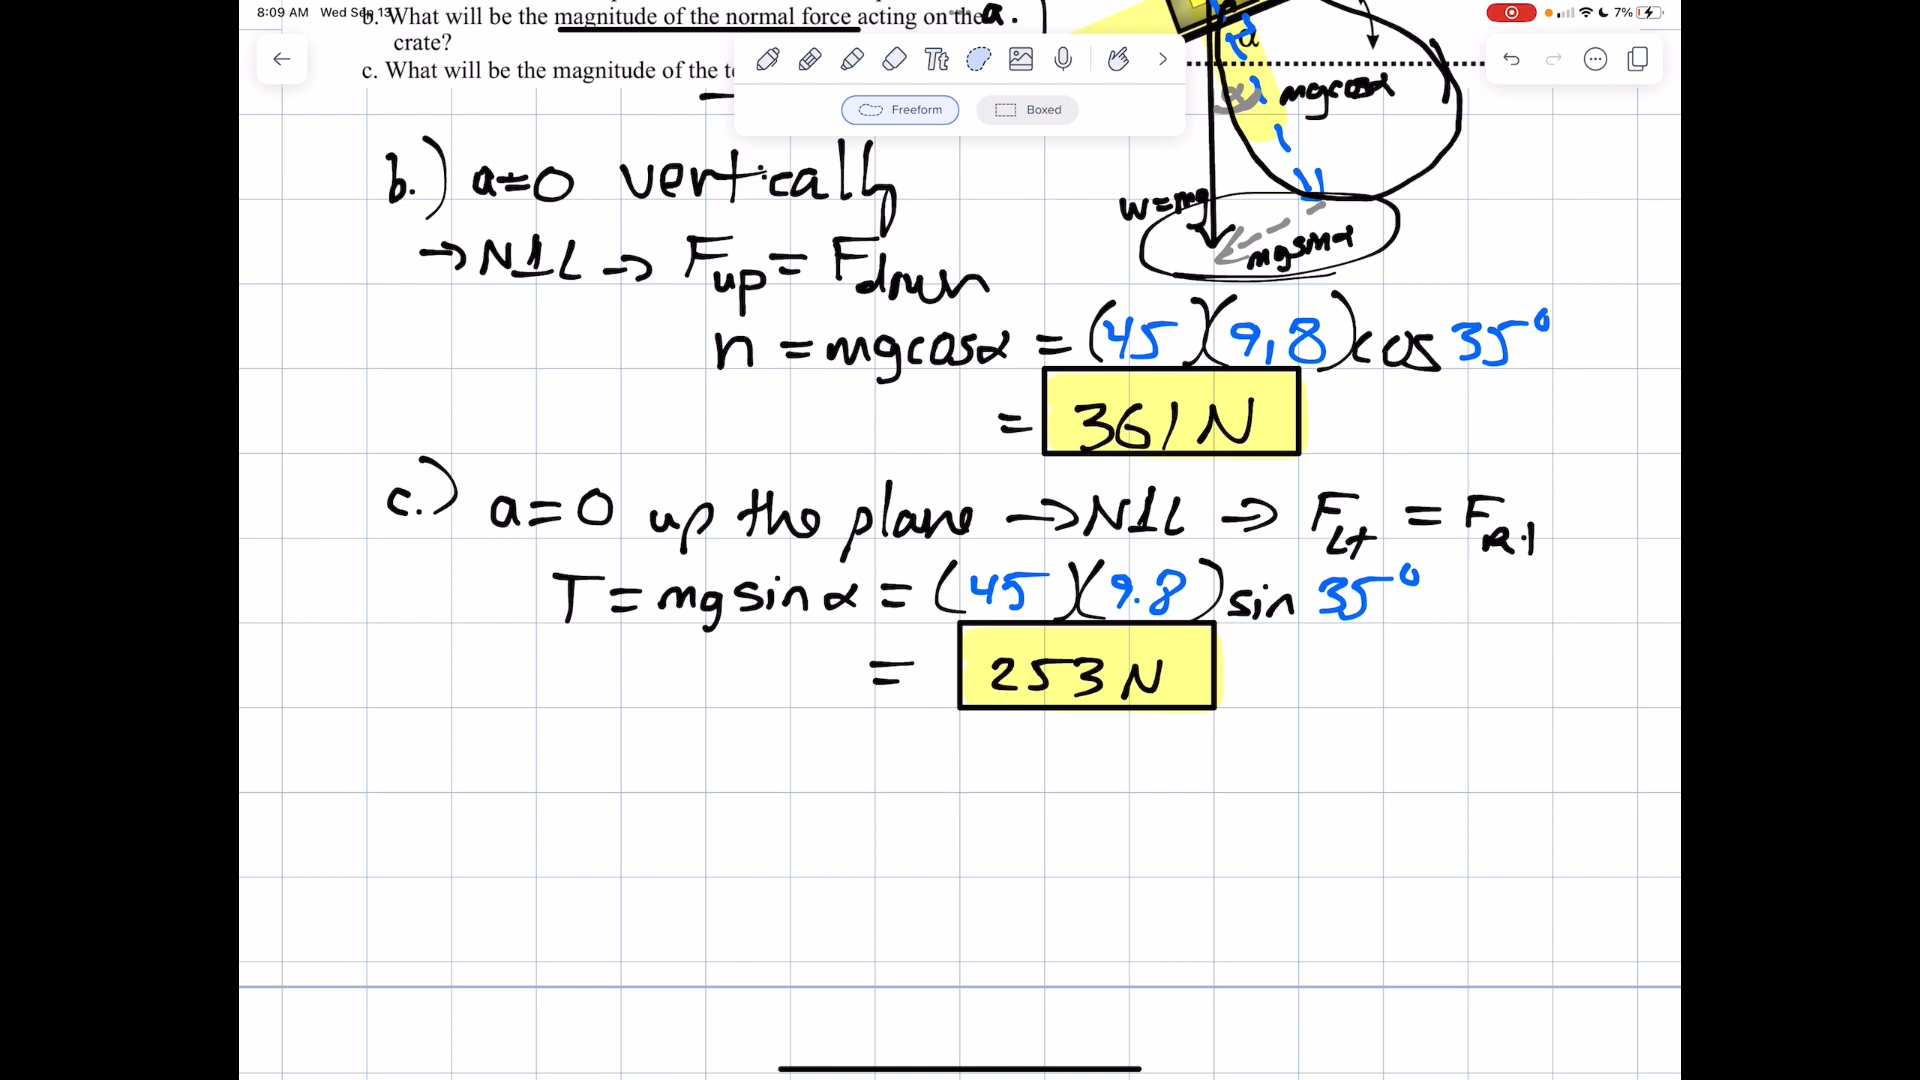 8:09 AM Wed Sep 13
7%
b. What will be the magnitude of the normal force acting on the a.
crate?
c. What will be the magnitude of the t
Tt
Freeform
Boxed
α
α
mgcosα
w=mg
mgsinα
b.) a=0 vertically
→N1L→ Fup = Fdown
n = mgcosα = (45)(9.8)cos 35°
= 361 N
c.) a=0 up the plane →N1L → FLt = FRt
T = mg sin α = (45)(9.8) sin 35°
= 253 N